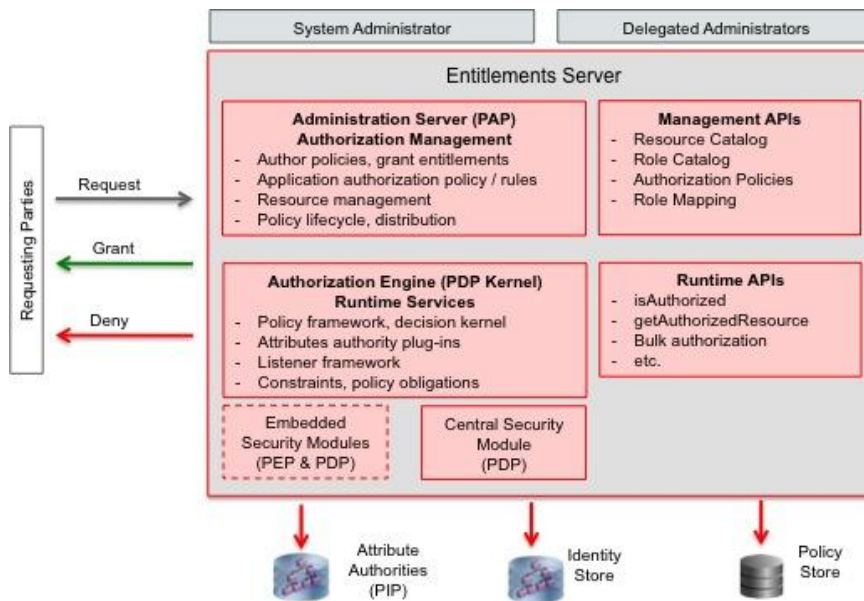 System Administrator
Delegated Administrators
Entitlements Server
Administration Server (PAP)
Authorization Management
- Author policies, grant entitlements
- Application authorization policy / rules
- Resource management
- Policy lifecycle, distribution
Management APIs
- Resource Catalog
- Role Catalog
- Authorization Policies
- Role Mapping
Requesting Parties
Request
Grant
Deny
Authorization Engine (PDP Kernel)
Runtime Services
- Policy framework, decision kernel
- Attributes authority plug-ins
- Listener framework
- Constraints, policy obligations
Runtime APIs
- isAuthorized
- getAuthorizedResource
- Bulk authorization
- etc.
Embedded
Security Modules
(PEP & PDP)
Central Security
Module
(PDP)
Attribute
Authorities
(PIP)
Identity
Store
Policy
Store